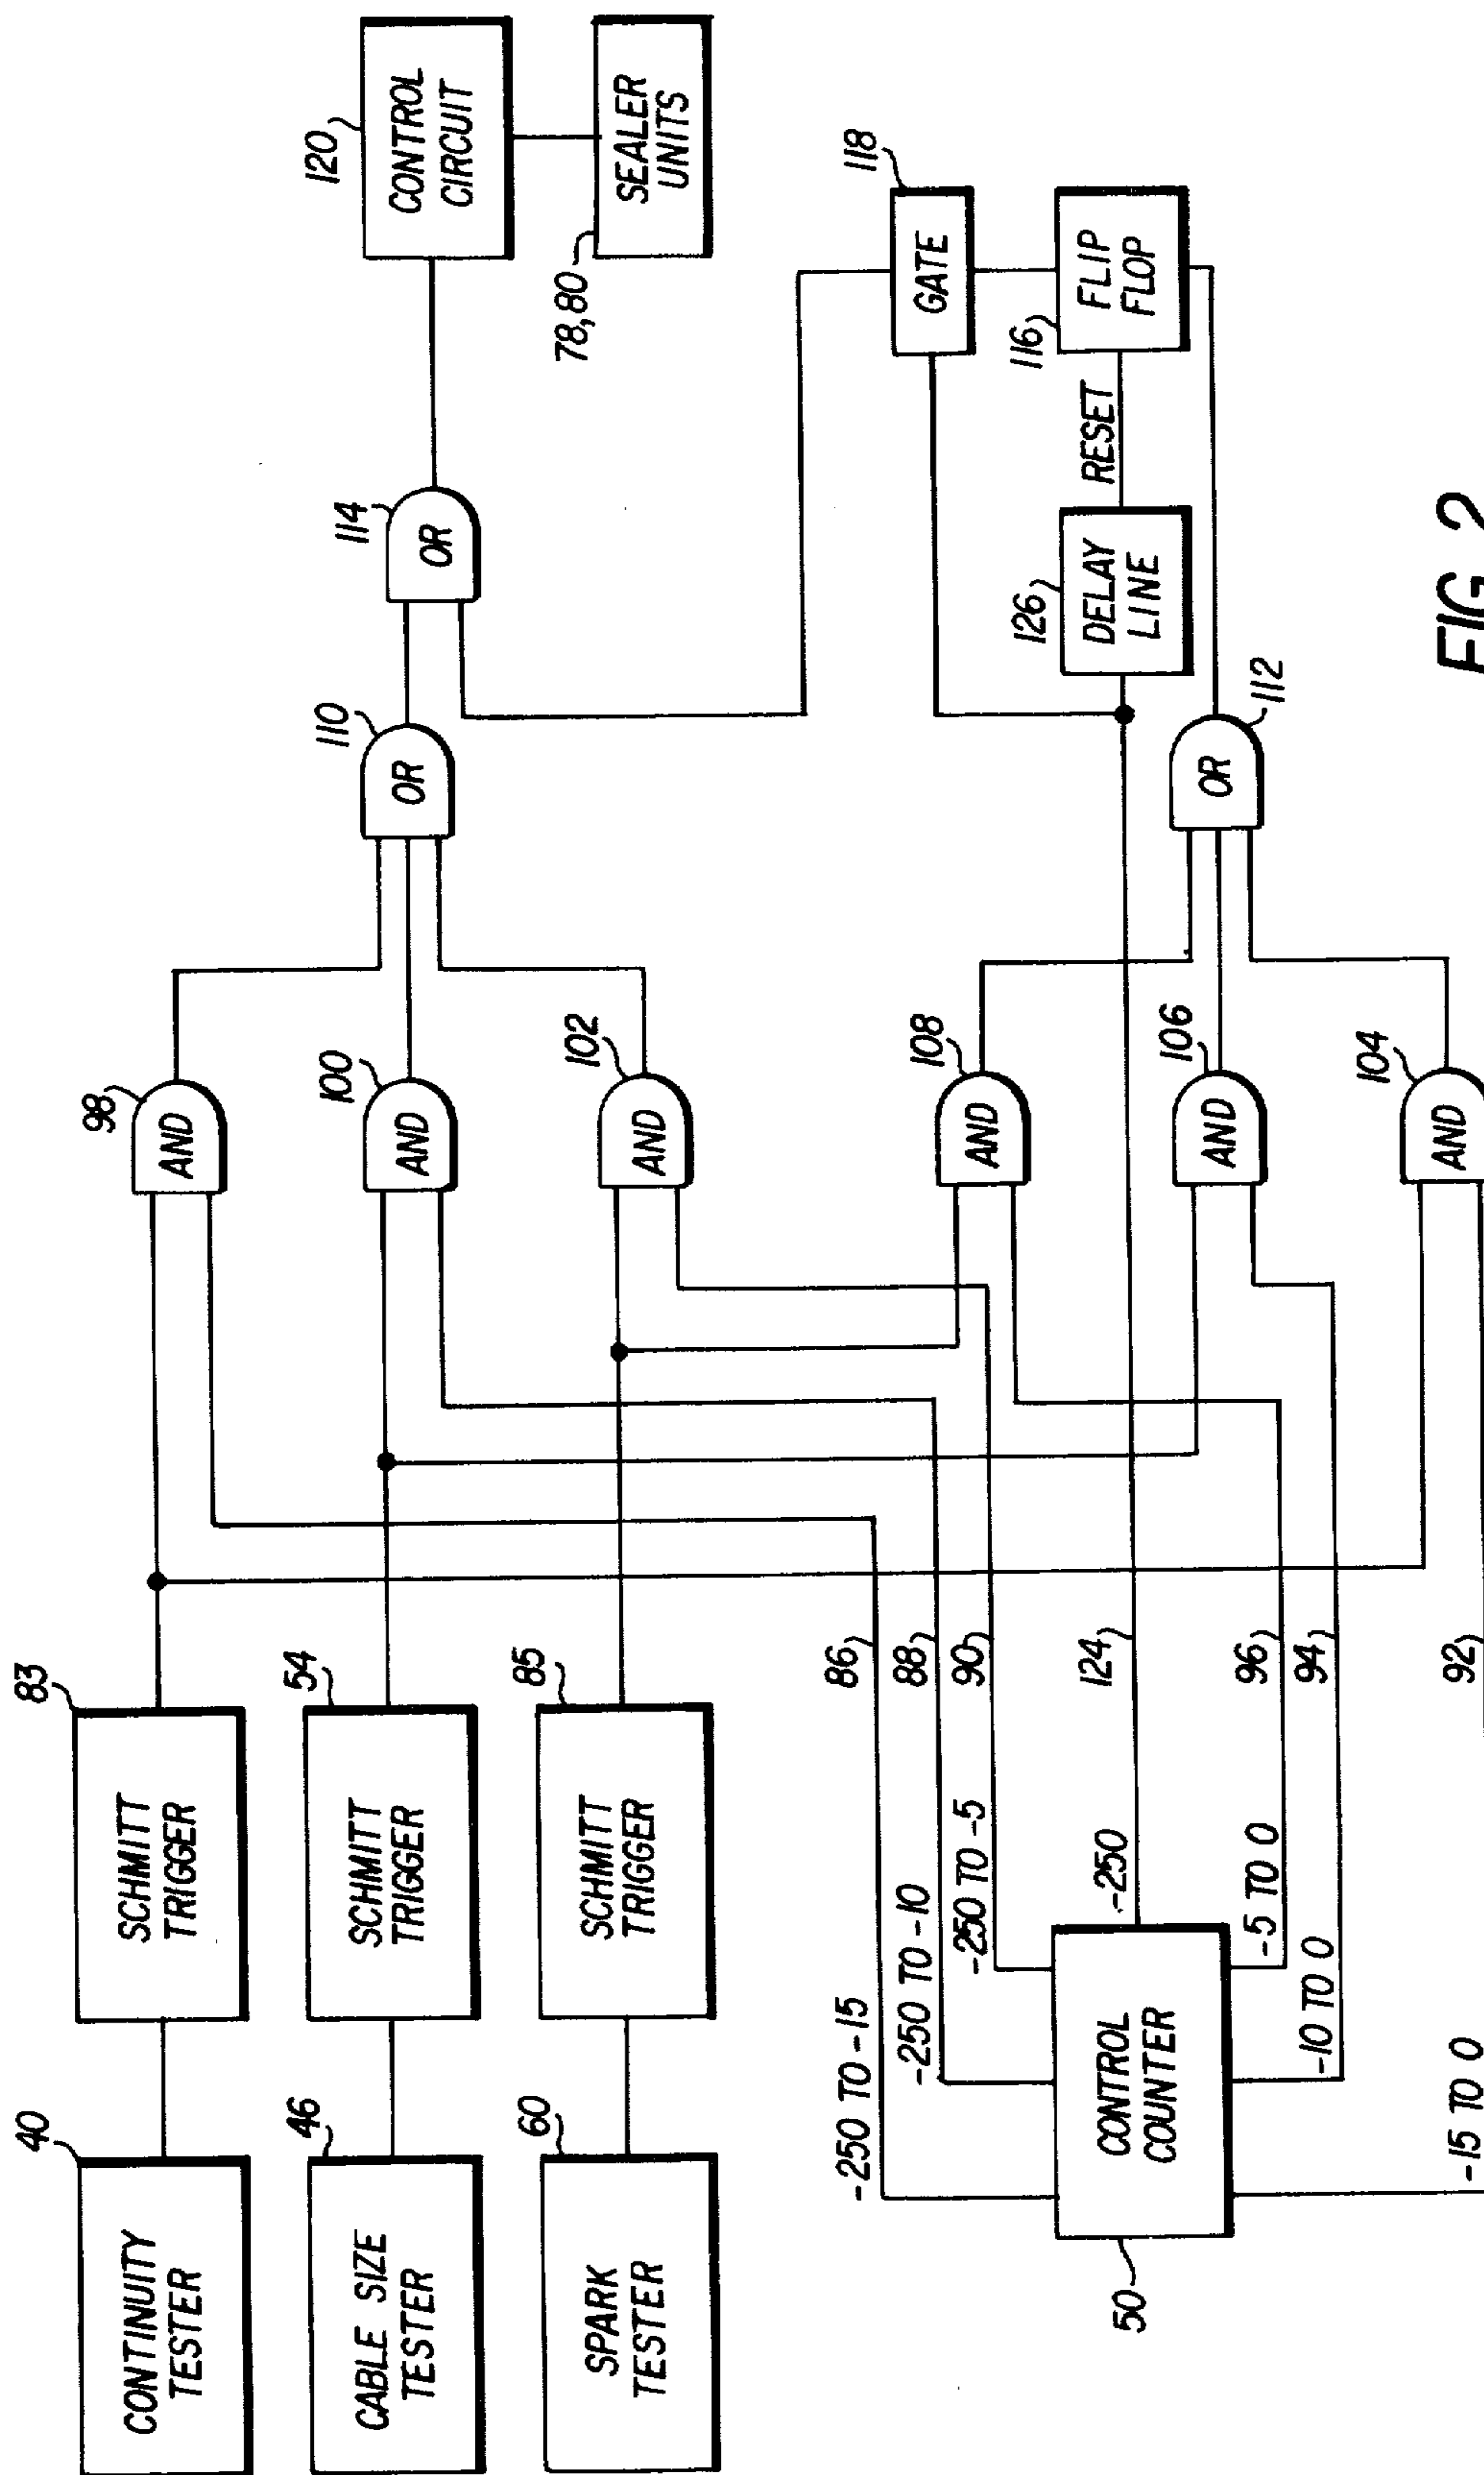 83
54
85
40
46
60
CONTINUITY
TESTER
CABLE SIZE
TESTER
SPARK
TESTER
SCHMITT
TRIGGER
SCHMITT
TRIGGER
SCHMITT
TRIGGER
98
AND
100
AND
102
AND
110
OR
114
OR
120
CONTROL
CIRCUIT
78,80
SEALER
UNITS
-250 TO -15
86
-250 TO -10
88
-250 TO -5
90
-250
124
-5 TO 0
96
-10 TO 0
94
-15 TO 0
92
50
CONTROL
COUNTER
108
AND
106
AND
104
AND
112
OR
126
DELAY
LINE
RESET
116
FLIP
FLOP
118
GATE
FIG. 2